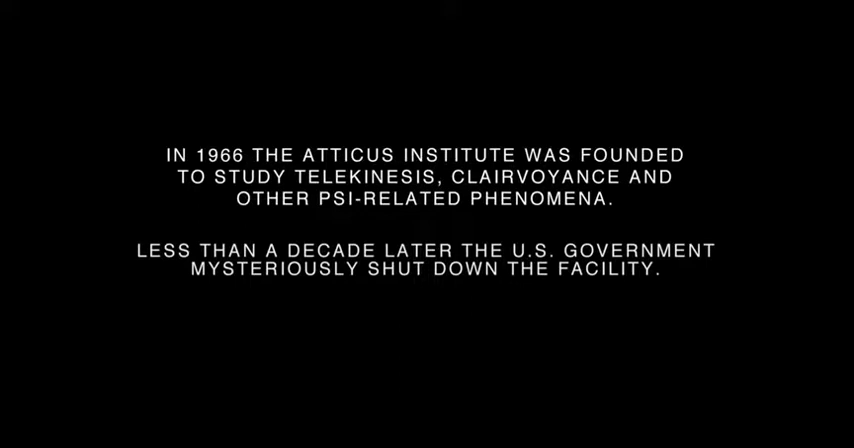 IN 1966 THE ATTICUS INSTITUTE WAS FOUNDED
TO STUDY TELEKINESIS, CLAIRVOYANCE AND
OTHER PSI-RELATED PHENOMENA.
LESS THAN A DECADE LATER THE U.S. GOVERNMENT
MYSTERIOUSLY SHUT DOWN THE FACILITY.